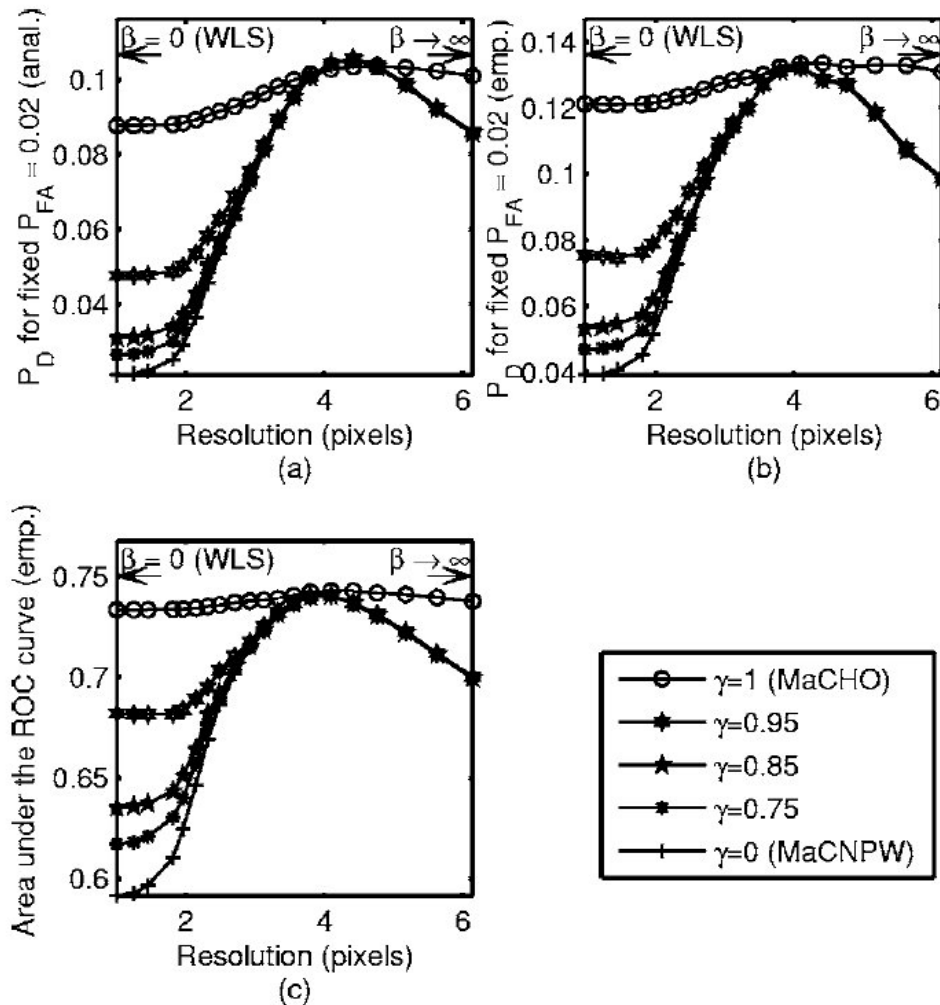 β = 0 (WLS)
β → ∞
0.1
0.08
0.06
0.04
P_D for fixed P_FA = 0.02 (anal.)
2
4
6
Resolution (pixels)
(a)
β = 0 (WLS)
β → ∞
0.14
0.12
0.1
0.08
0.06
0.04
P_D for fixed P_FA = 0.02 (emp.)
2
4
6
Resolution (pixels)
(b)
β = 0 (WLS)
β → ∞
0.75
0.7
0.65
0.6
Area under the ROC curve (emp.)
2
4
6
Resolution (pixels)
(c)
γ=1 (MaCHO)
γ=0.95
γ=0.85
γ=0.75
γ=0 (MaCNPW)